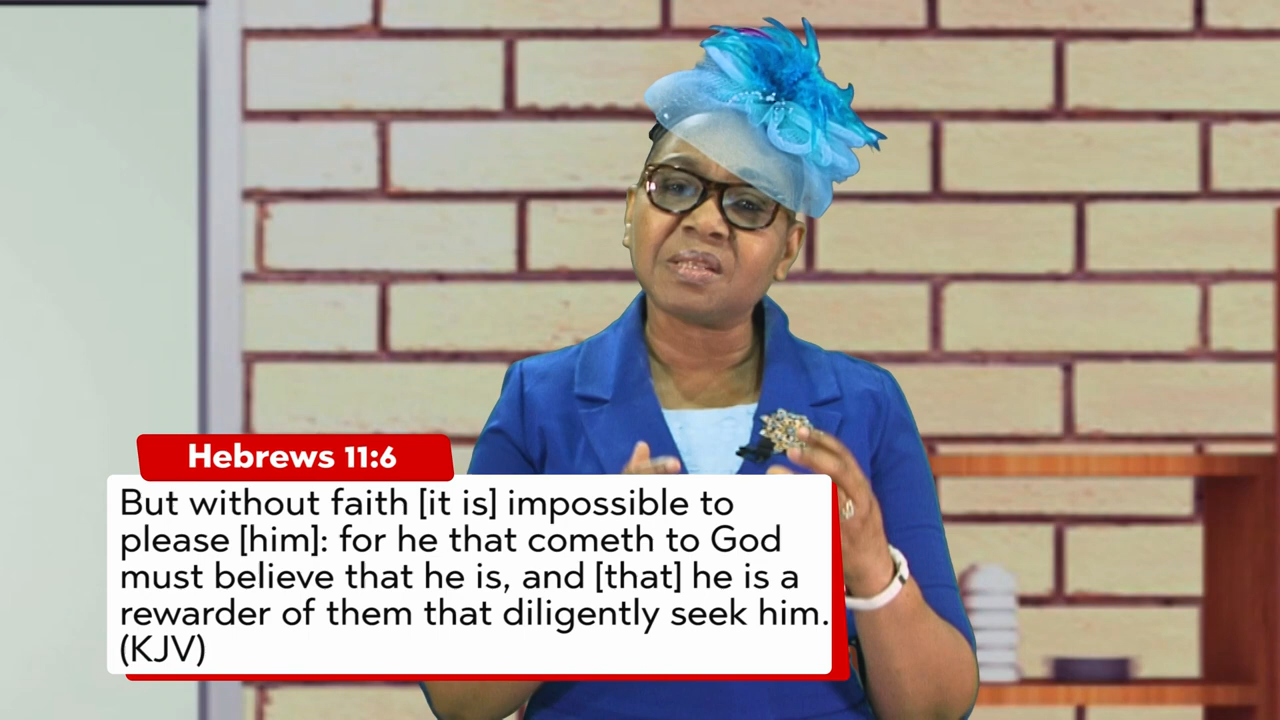 Hebrews 11:6
But without faith [it is] impossible to
please [him]: for he that cometh to God
must believe that he is, and [that] he is a
rewarder of them that diligently seek him.
(KJV)